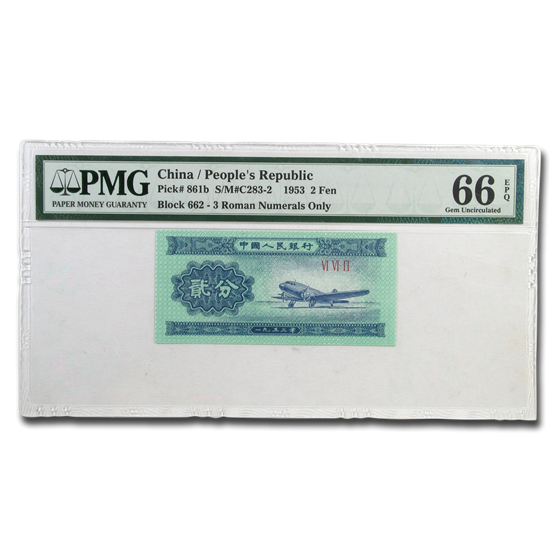 PMG
PAPER MONEY GUARANTY
China / People's Republic
Pick# 861b S/M#C283-2 1953 2 Fen
Block 662 - 3 Roman Numerals Only
66 EPQ
Gem Uncirculated
中國人民銀行
VI VI II
貳分
一九五三年